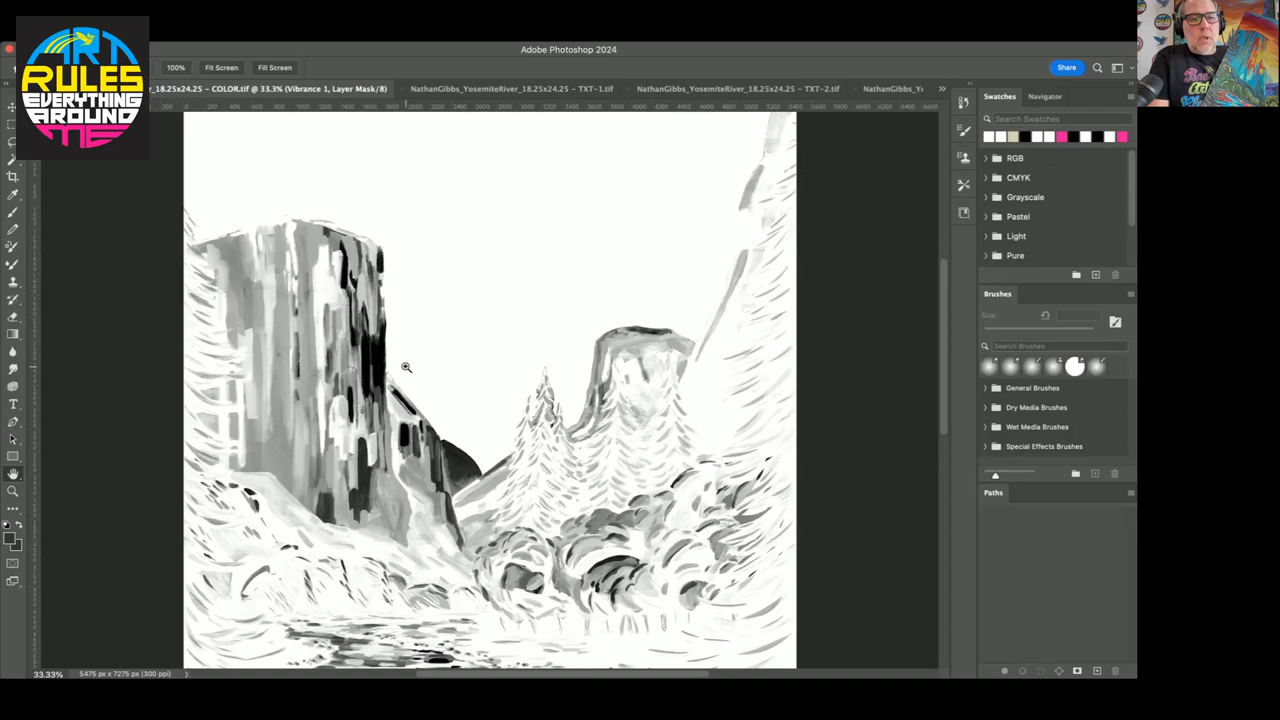 ART
RULES
EVERYTHING
AROUND
ME
Adobe Photoshop 2024
100%
Fit Screen
Fill Screen
Share
r_18.25x24.25 - COLOR.tif @ 33.3% (Vibrance 1, Layer Mask/8)
NathanGibbs_YosemiteRiver_18.25x24.25 - TXT-1.tif
NathanGibbs_YosemiteRiver_18.25x24.25 - TXT-2.tif
Swatches
Navigator
Search Swatches
RGB
CMYK
Grayscale
Pastel
Light
Pure
Brushes
Size:
Search Brushes
General Brushes
Dry Media Brushes
Wet Media Brushes
Special Effects Brushes
Paths
33.33%
5475 px x 7275 px (300 ppi)